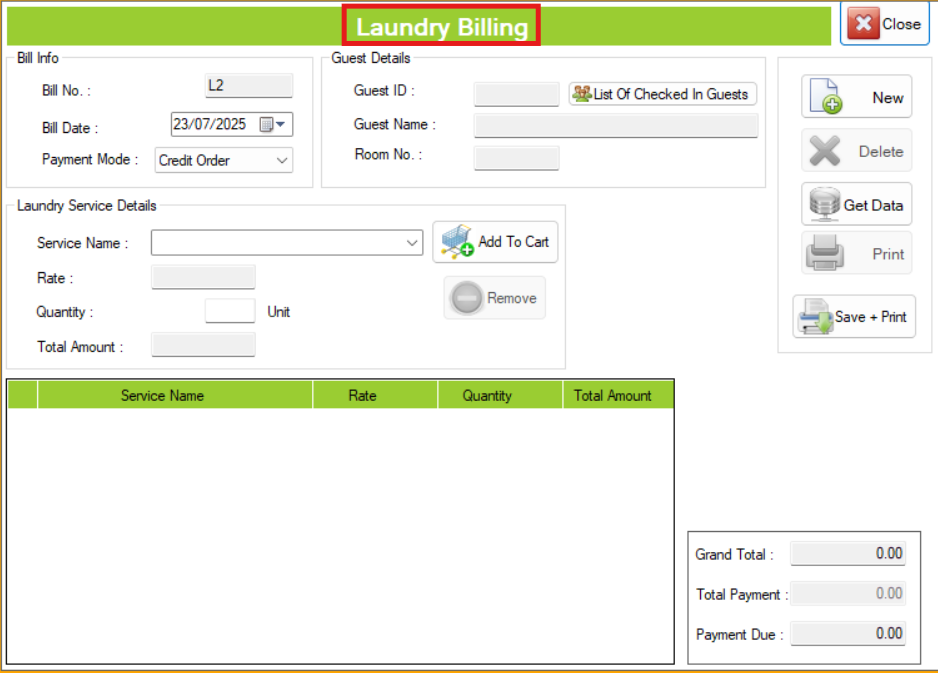 Laundry Billing
Close
Bill Info
Bill No. :
L2
Bill Date :
23/07/2025
Payment Mode :
Credit Order
Guest Details
Guest ID :
List Of Checked In Guests
Guest Name :
Room No. :
New
Delete
Get Data
Print
Save + Print
Laundry Service Details
Service Name :
Add To Cart
Rate :
Remove
Quantity :
Unit
Total Amount :
Service Name Rate Quantity Total Amount
Grand Total : 0.00
Total Payment : 0.00
Payment Due : 0.00